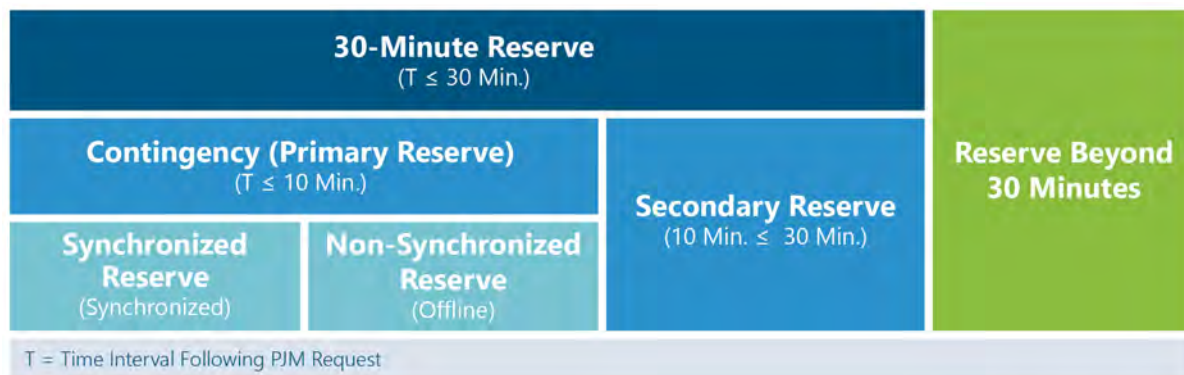 30-Minute Reserve
(T ≤ 30 Min.)
Contingency (Primary Reserve)
(T ≤ 10 Min.)
Synchronized
Reserve
(Synchronized)
Non-Synchronized
Reserve
(Offline)
Secondary Reserve
(10 Min. ≤ 30 Min.)
Reserve Beyond
30 Minutes
T = Time Interval Following PJM Request